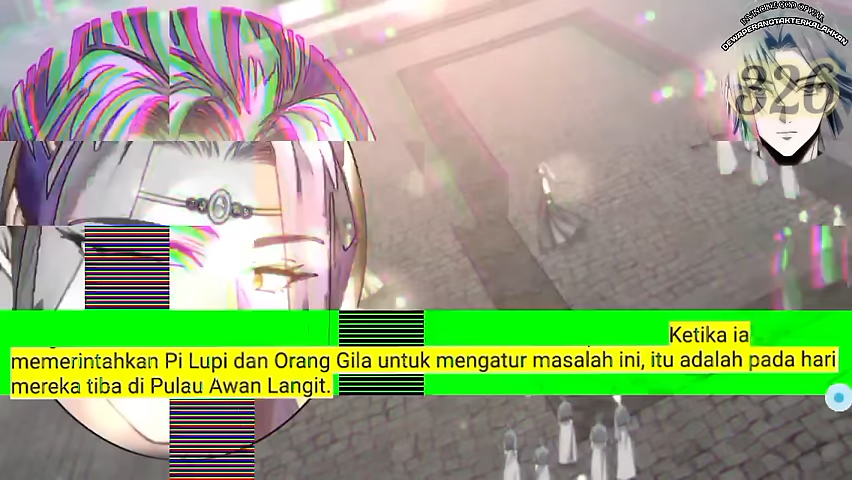 DEWAPERANGTAKTERKALAHKAN
326
Ketika ia
memerintahkan Pi Lupi dan Orang Gila untuk mengatur masalah ini, itu adalah pada hari
mereka tiba di Pulau Awan Langit.